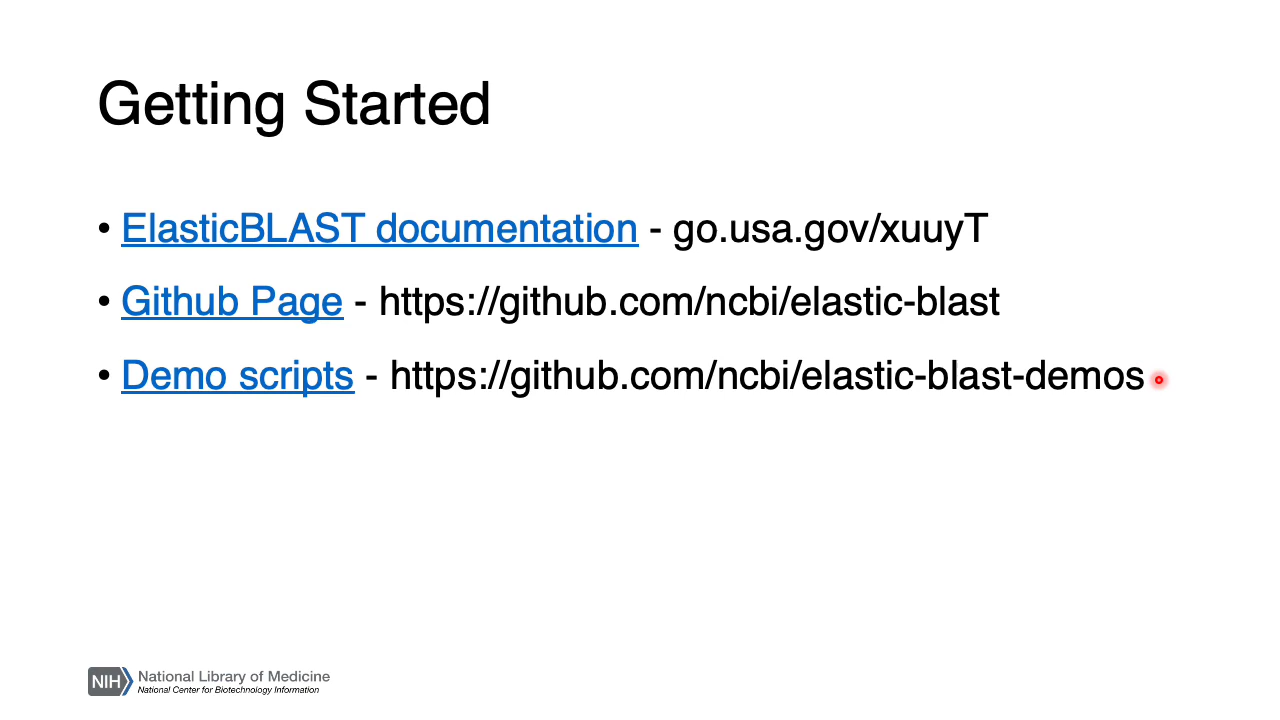 Getting Started
• ElasticBLAST documentation - go.usa.gov/xuuyT
• Github Page - https://github.com/ncbi/elastic-blast
• Demo scripts - https://github.com/ncbi/elastic-blast-demos
NIH National Library of Medicine
National Center for Biotechnology Information